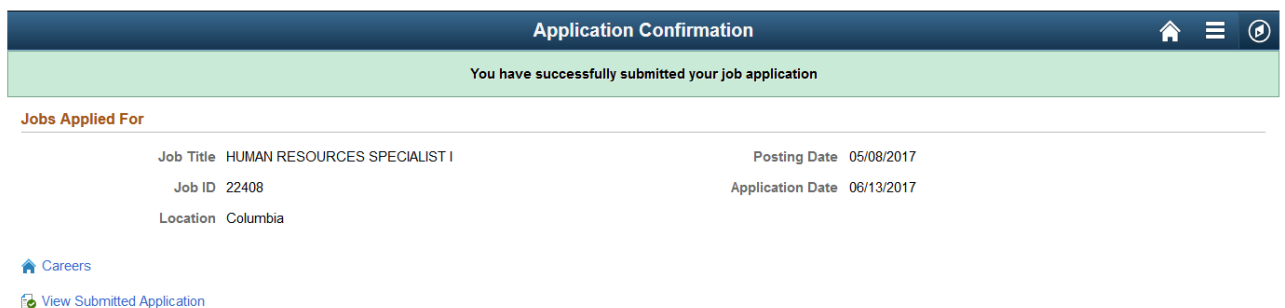 Application Confirmation
You have successfully submitted your job application
Jobs Applied For
Job Title HUMAN RESOURCES SPECIALIST I Posting Date 05/08/2017
Job ID 22408 Application Date 06/13/2017
Location Columbia
Careers
View Submitted Application